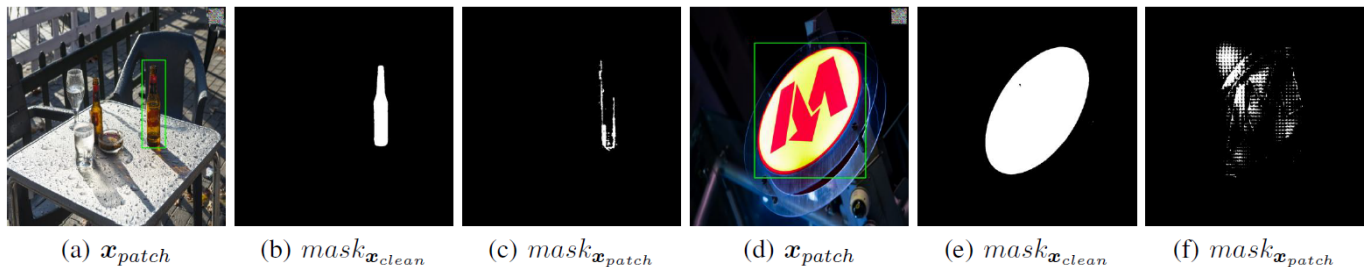 (a) x_patch
(b) mask_x_clean
(c) mask_x_patch
(d) x_patch
(e) mask_x_clean
(f) mask_x_patch